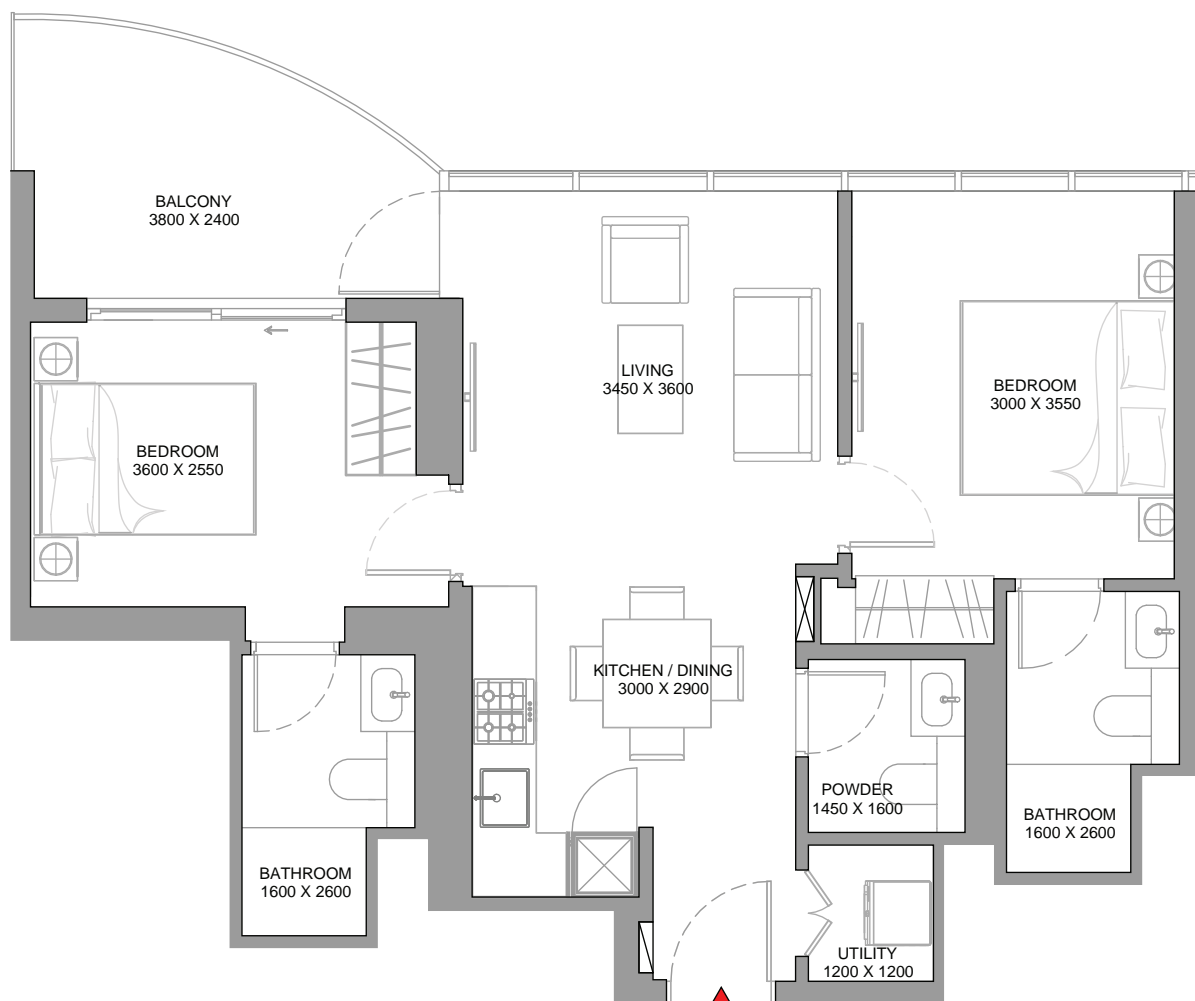 BALCONY
3800 X 2400
LIVING
3450 X 3600
BEDROOM
3000 X 3550
BEDROOM
3600 X 2550
KITCHEN / DINING
3000 X 2900
POWDER
1450 X 1600
BATHROOM
1600 X 2600
BATHROOM
1600 X 2600
UTILITY
1200 X 1200